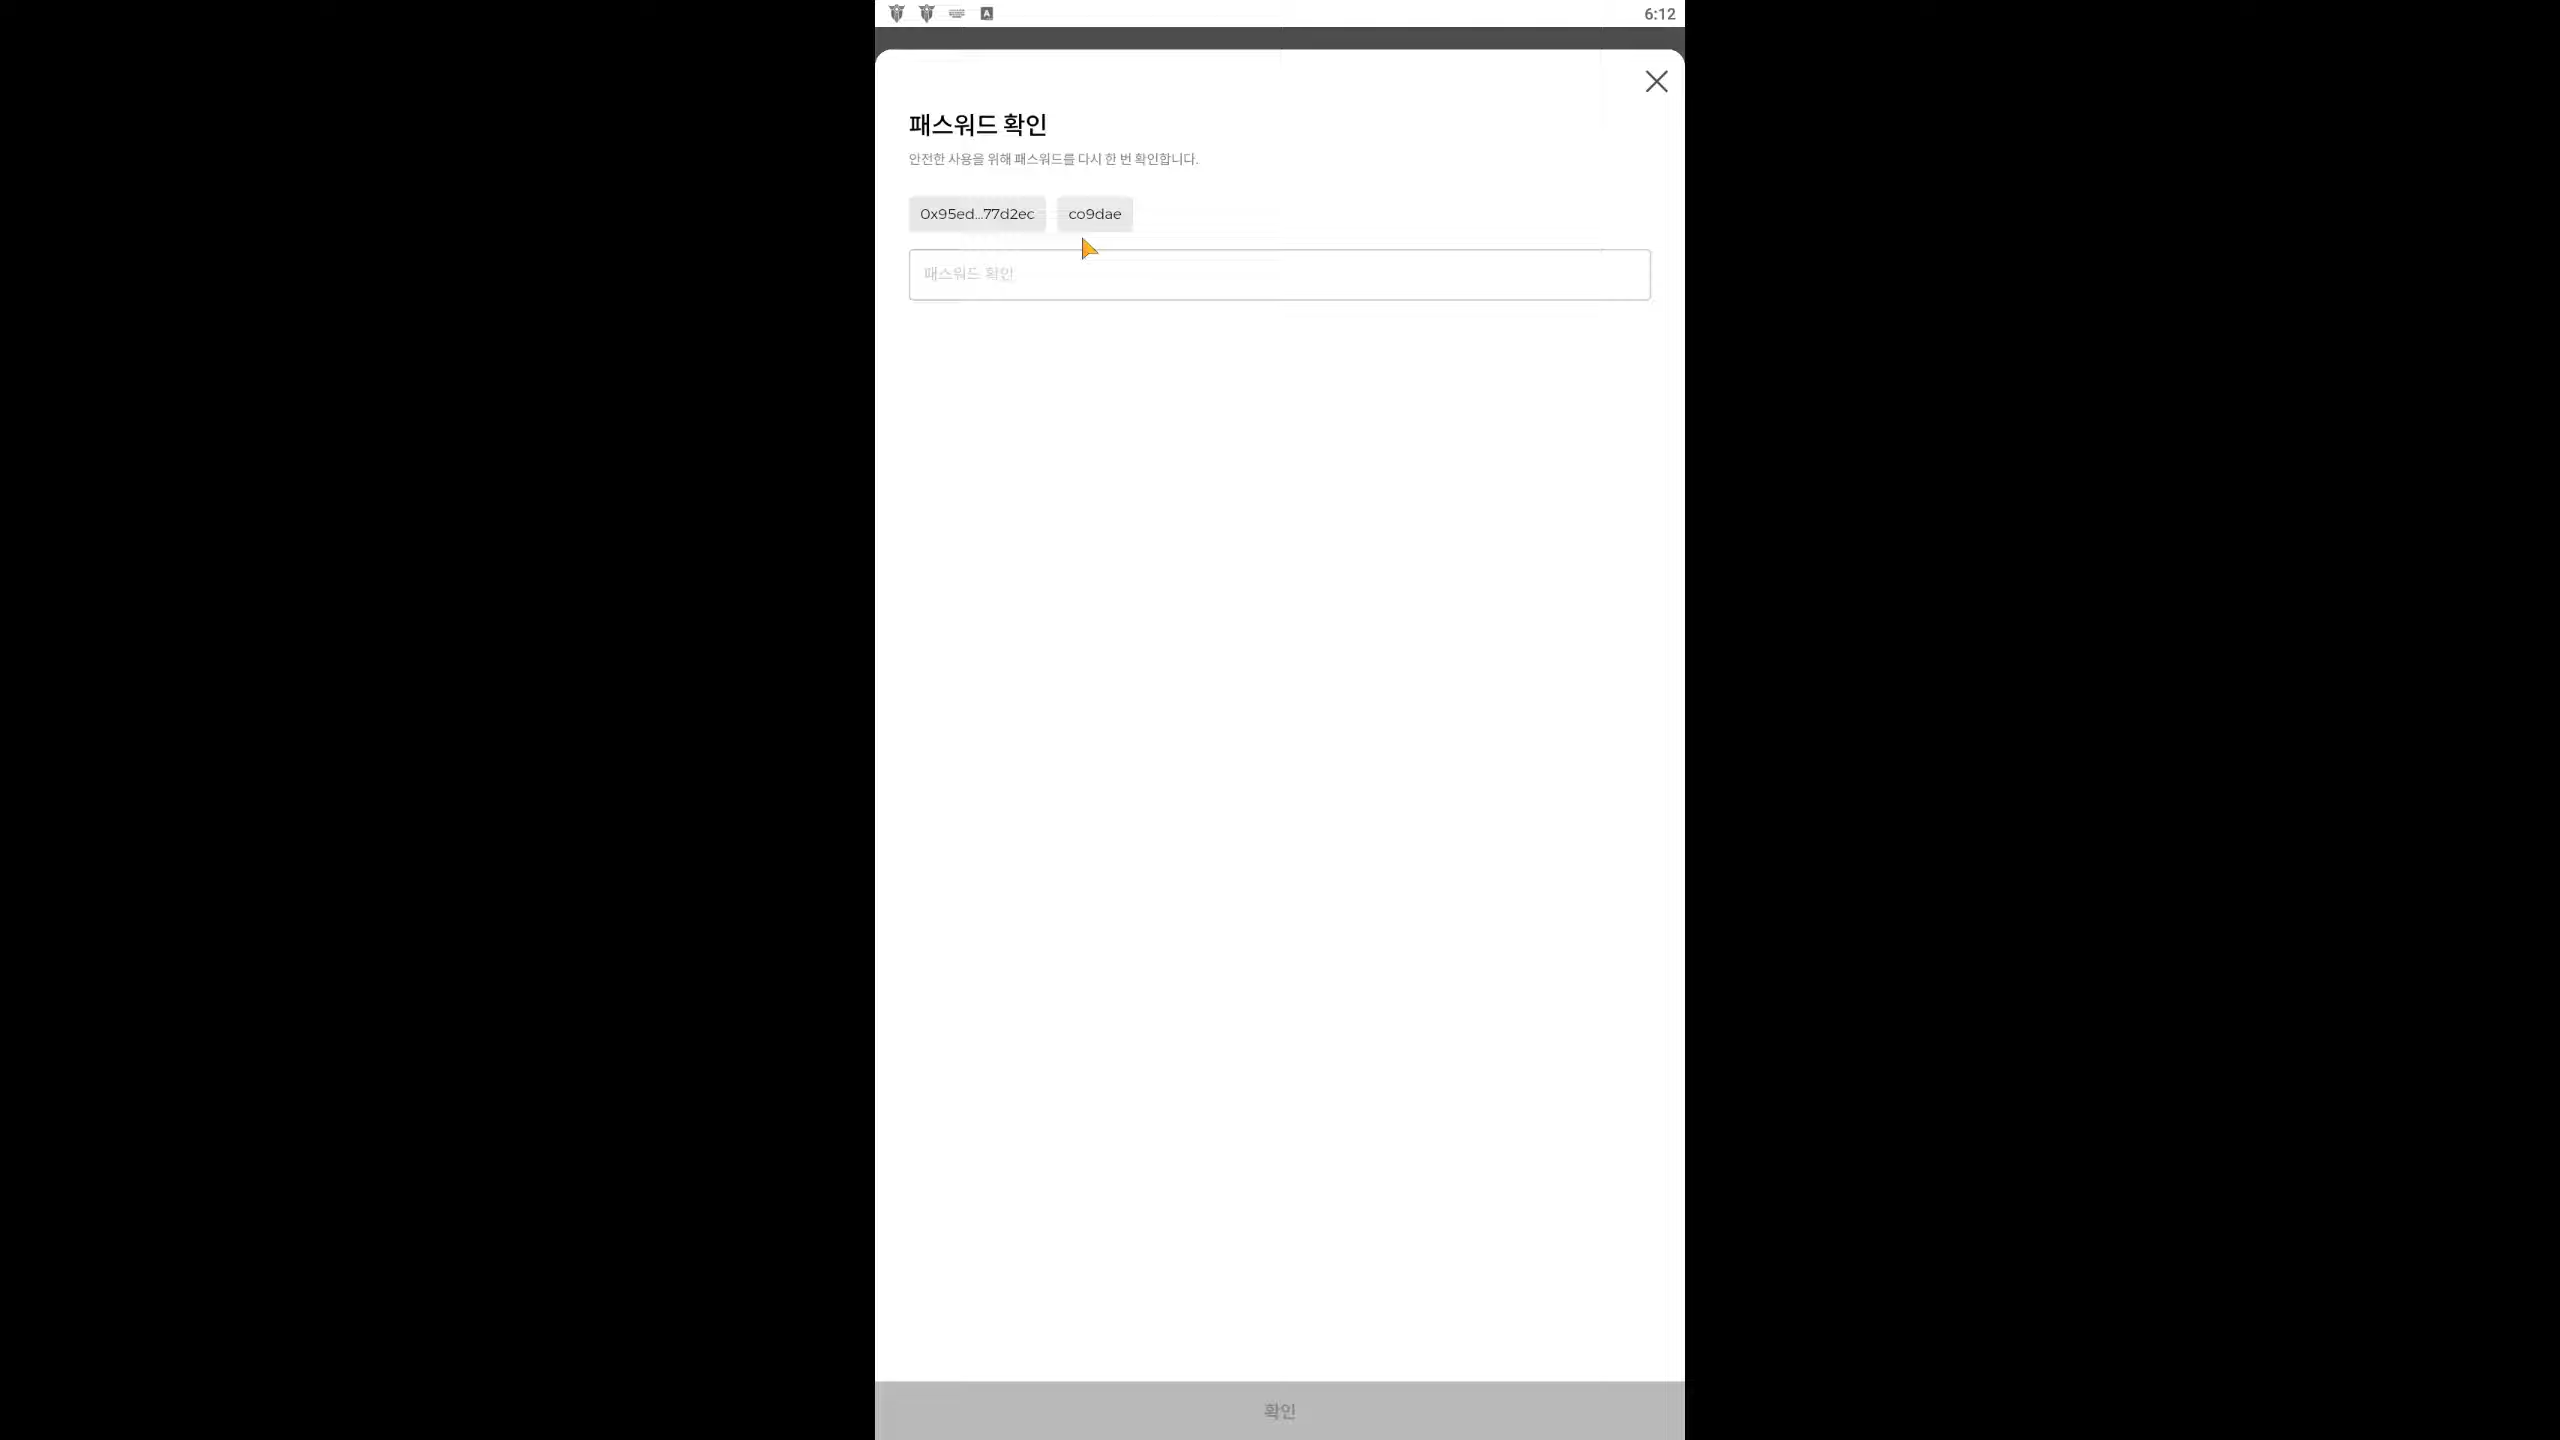 6:12
패스워드 확인
안전한 사용을 위해 패스워드를 다시 한 번 확인합니다.
0x95ed...77d2ec co9dae
패스워드 확인
확인